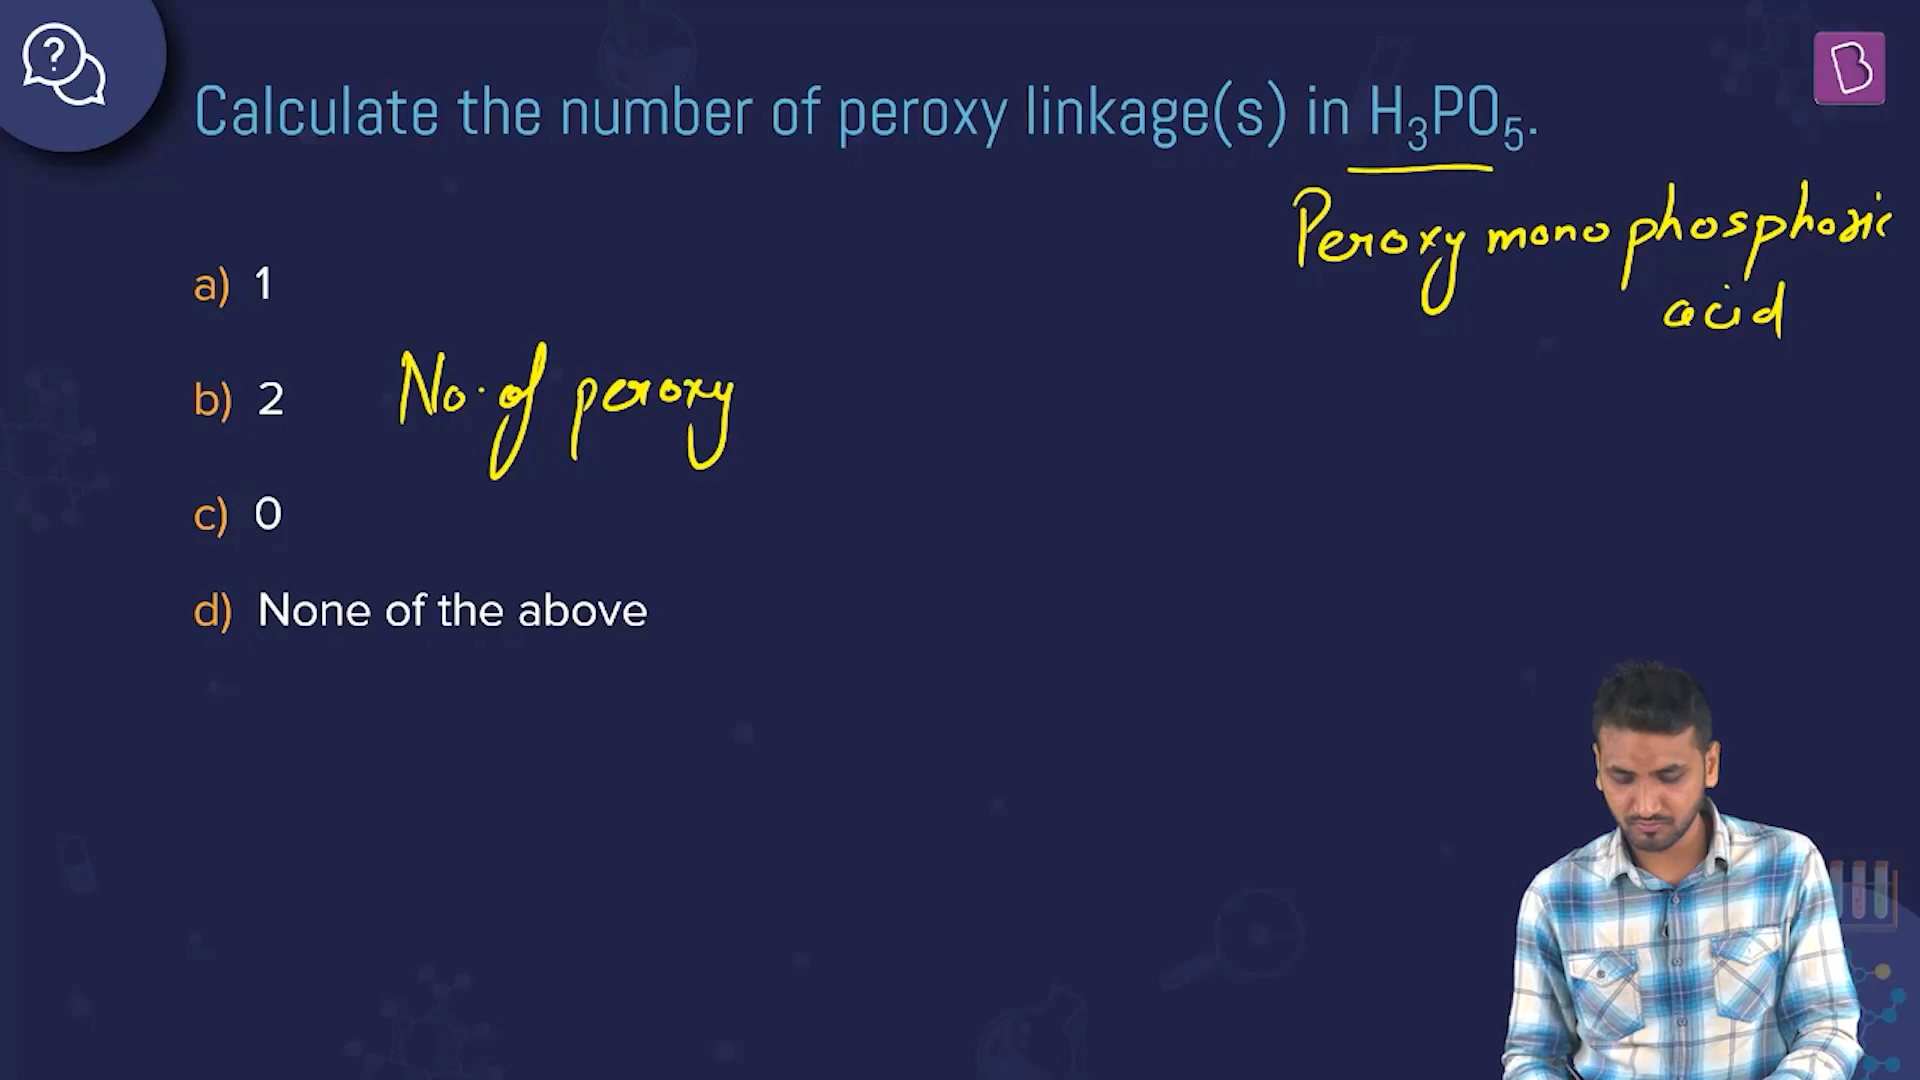 Calculate the number of peroxy linkage(s) in H₃PO₅.
Peroxy mono phosphoric
acid
a) 1
b) 2
No. of peroxy
c) 0
d) None of the above